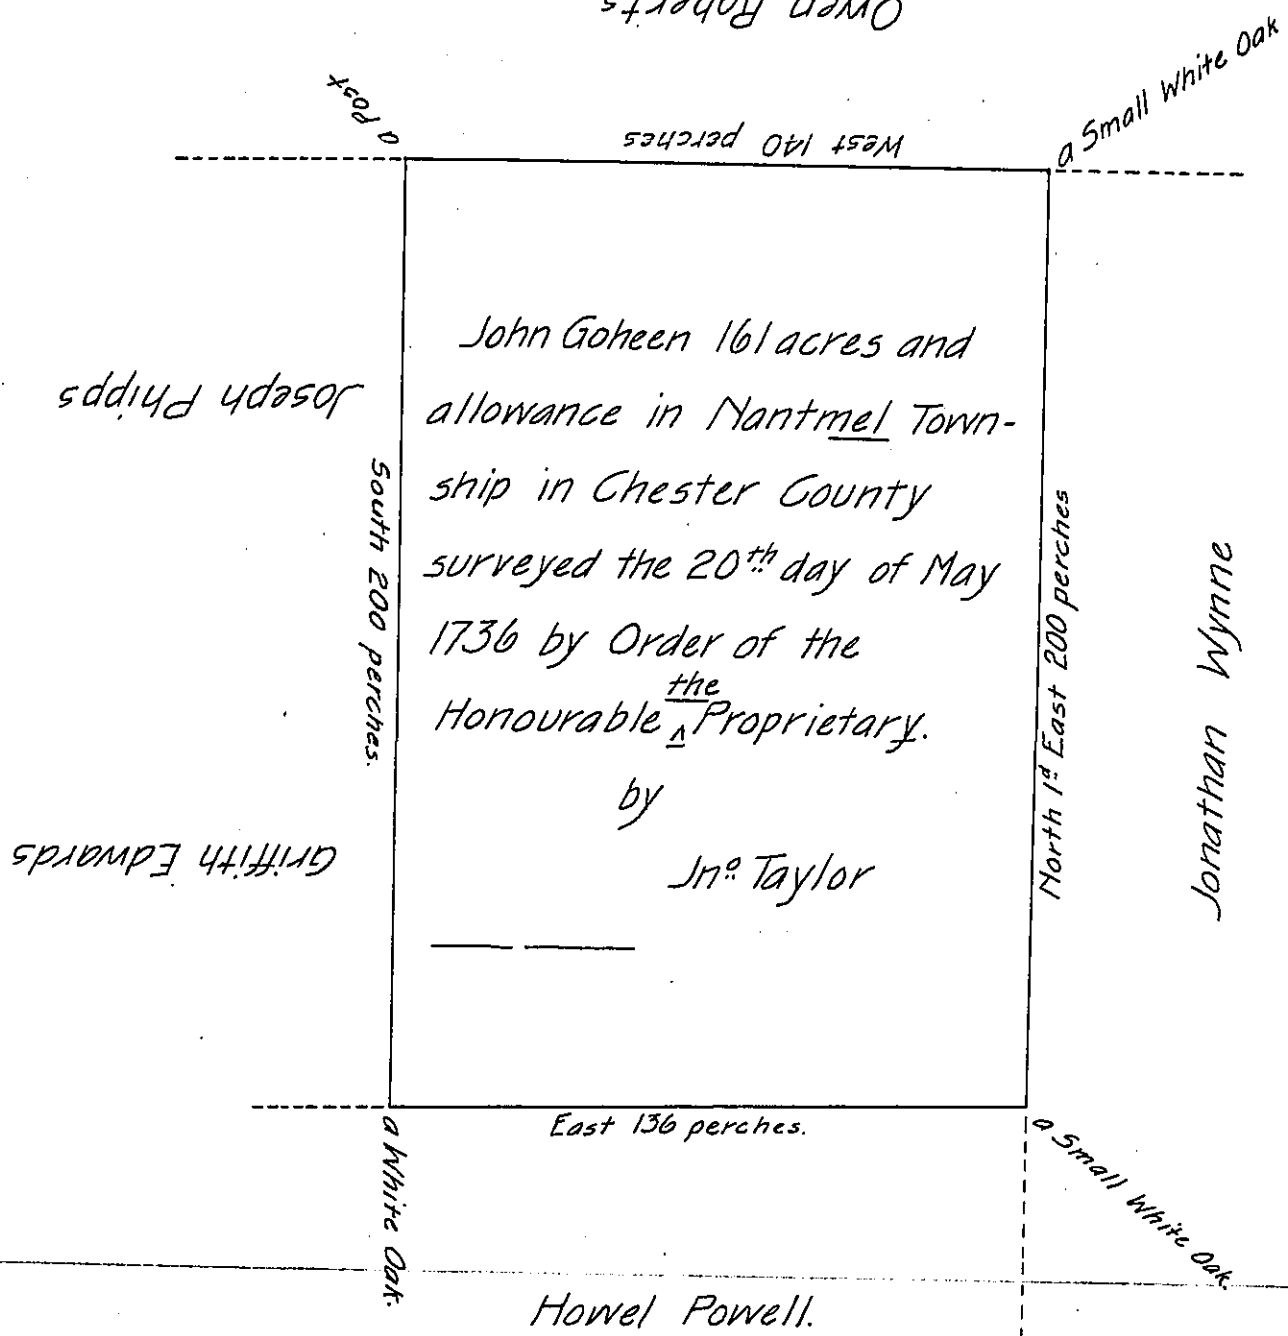 Owen Roberts
a Post
West 140 perches
a Small White Oak
John Goheen 161 acres and
allowance in Nantmel Town-
ship in Chester County
surveyed the 20th day of May
1736 by Order of the
the
Honourable ^ Proprietary.
by
Jno Taylor
Joseph Phipps
South 200 perches.
Griffith Edwards
North 1d East 200 perches
Jonathan Wynne
East 136 perches.
a White Oak.
a Small White Oak.
Howel Powell.